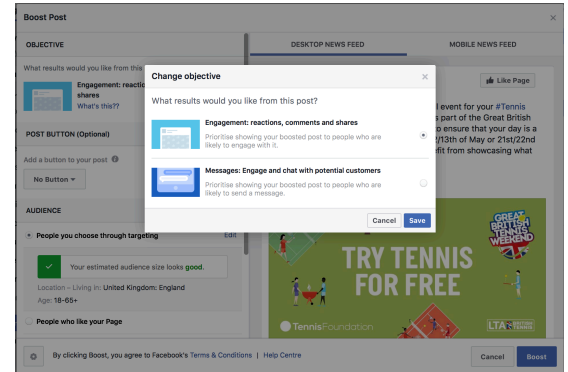 Boost Post
OBJECTIVE
DESKTOP NEWS FEED
MOBILE NEWS FEED
What results would you like from this
Engagement: reactio
shares
What's this??
POST BUTTON (Optional)
Add a button to your post
No Button
AUDIENCE
People you choose through targeting
Edit
Your estimated audience size looks good.
Location - Living in: United Kingdom: England
Age: 18-65+
People who like your Page
Change objective
What results would you like from this post?
Engagement: reactions, comments and shares
Prioritise showing your boosted post to people who are
likely to engage with it.
Messages: Engage and chat with potential customers
Prioritise showing your boosted post to people who are
likely to send a message.
Cancel
Save
Like Page
l event for your #Tennis
s part of the Great British
o ensure that your day is a
/13th of May or 21st/22nd
fit from showcasing what
GREAT
BRITISH
TENNIS
WEEKEND
TRY TENNIS
FOR FREE
TennisFoundation
LTA BRITISH
TENNIS
By clicking Boost, you agree to Facebook's Terms & Conditions | Help Centre
Cancel
Boost